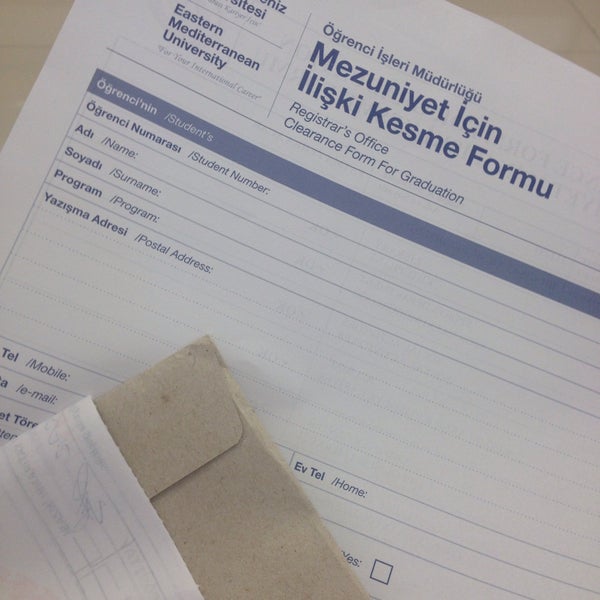 Eastern
Mediterranean
University
"For Your International Career"
Öğrenci İşleri Müdürlüğü
Mezuniyet İçin
İlişki Kesme Formu
Registrar's Office
Clearance Form For Graduation
Öğrenci'nin /Student's
Öğrenci Numarası /Student Number:
Adı /Name:
Soyadı /Surname:
Program /Program:
Yazışma Adresi /Postal Address:
Tel /Mobile:
/e-mail:
Ev Tel /Home:
Yes: